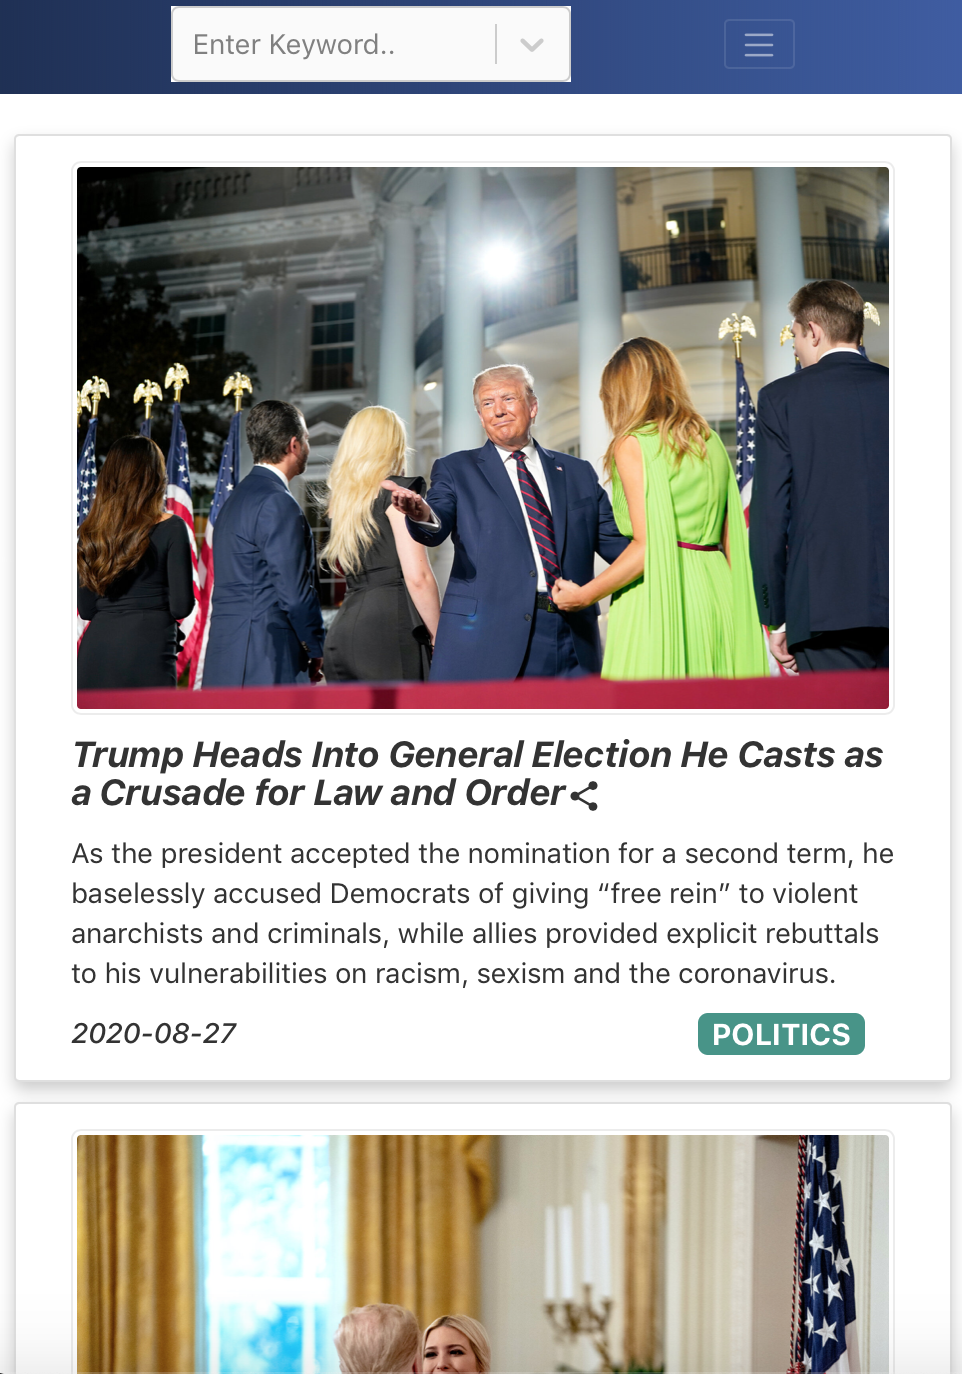 Enter Keyword..
Trump Heads Into General Election He Casts as
a Crusade for Law and Order
As the president accepted the nomination for a second term, he
baselessly accused Democrats of giving “free rein” to violent
anarchists and criminals, while allies provided explicit rebuttals
to his vulnerabilities on racism, sexism and the coronavirus.
2020-08-27
POLITICS